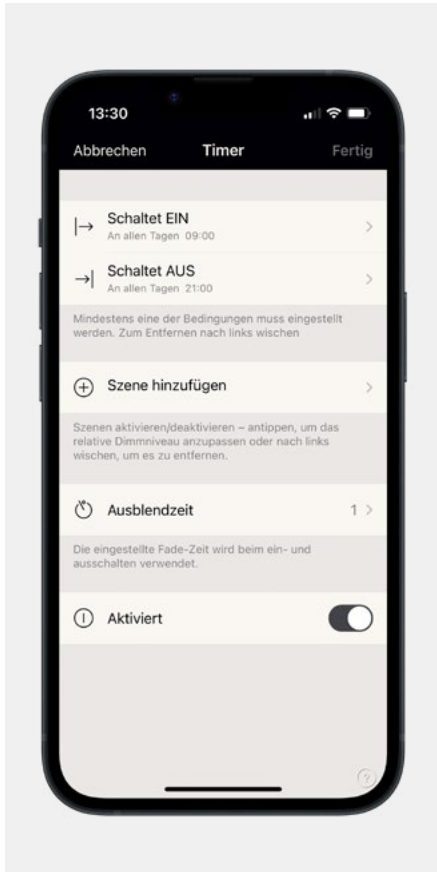 13:30
Abbrechen Timer Fertig
Schaltet EIN
An allen Tagen 09:00
Schaltet AUS
An allen Tagen 21:00
Mindestens eine der Bedingungen muss eingestellt
werden. Zum Entfernen nach links wischen
Szene hinzufügen
Szenen aktivieren/deaktivieren – antippen, um das
relative Dimmniveau anzupassen oder nach links
wischen, um es zu entfernen.
Ausblendzeit 1
Die eingestellte Fade-Zeit wird beim ein- und
ausschalten verwendet.
Aktiviert
?